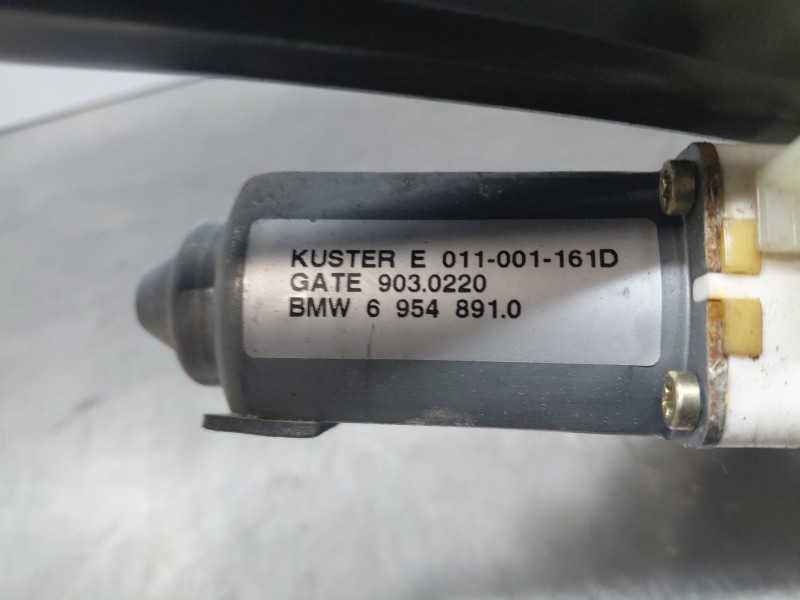 KUSTER E 011-001-161D
GATE 903.0220
BMW 6 954 891.0